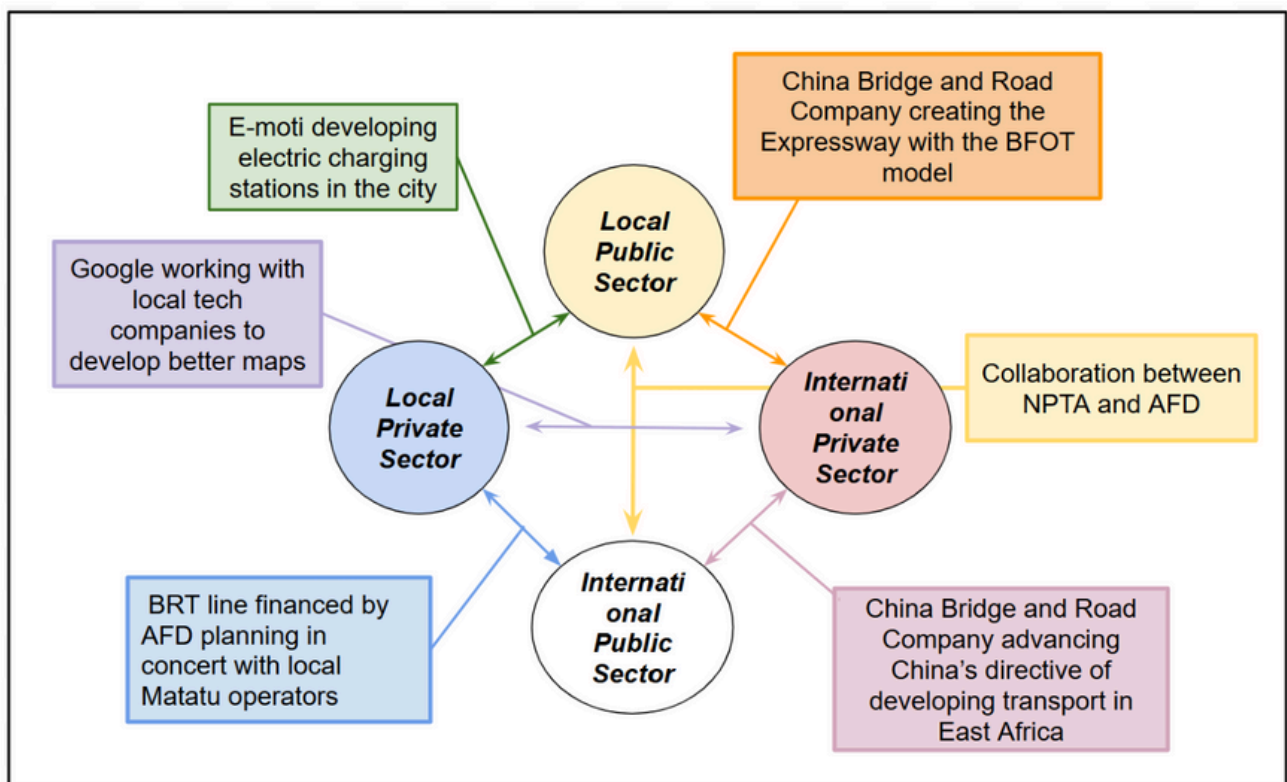 China Bridge and Road
Company creating the
Expressway with the BFOT
model
E-moti developing
electric charging
stations in the city
Local
Public
Sector
Google working with
local tech
companies to
develop better maps
Local
Private
Sector
Internati
onal
Private
Sector
Collaboration between
NPTA and AFD
Internati
onal
Public
Sector
BRT line financed by
AFD planning in
concert with local
Matatu operators
China Bridge and Road
Company advancing
China’s directive of
developing transport in
East Africa